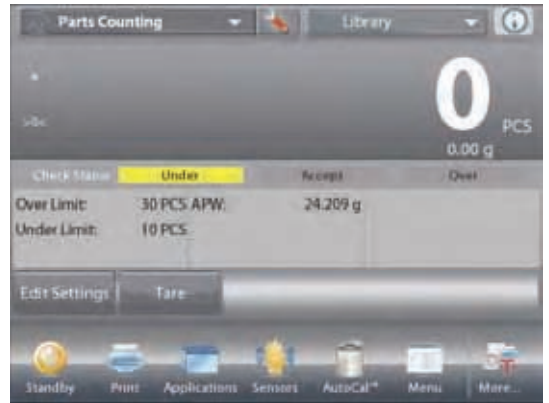 Parts Counting Library
*
>0<
0 PCS
0.00 g
Check Status Under Accept Over
Over Limit: 30 PCS APW: 24.209 g
Under Limit: 10 PCS
Edit Settings Tare
Standby Print Applications Sensors AutoCal™ Menu More...